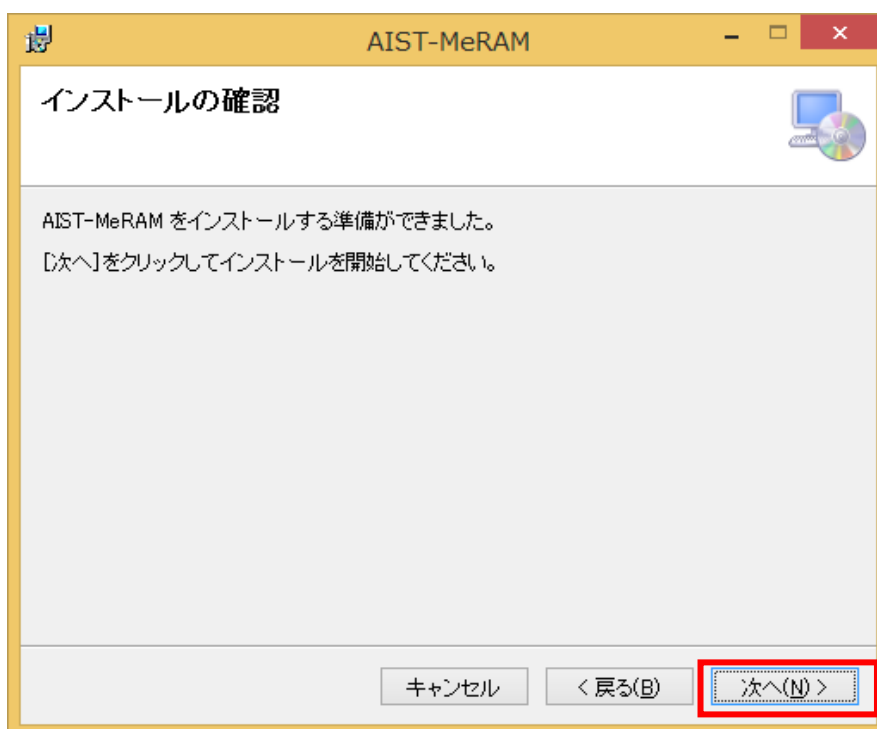 AIST-MeRAM
インストールの確認
AIST-MeRAM をインストールする準備ができました。
[次へ]をクリックしてインストールを開始してください。
キャンセル
< 戻る(B)
次へ(N) >